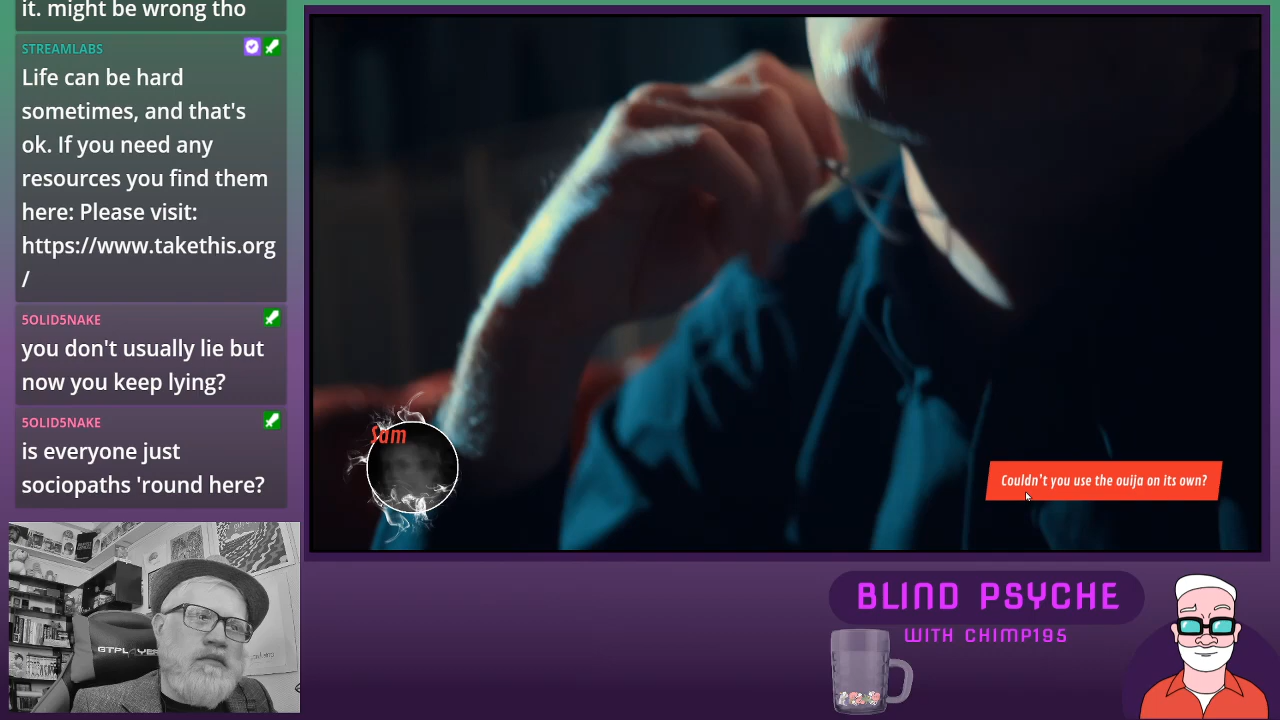 it. might be wrong tho
STREAMLABS
Life can be hard
sometimes, and that's
ok. If you need any
resources you find them
here: Please visit:
https://www.takethis.org
/
5OLID5NAKE
you don't usually lie but
now you keep lying?
5OLID5NAKE
is everyone just
sociopaths 'round here?
Sam
Couldn't you use the ouija on its own?
GTPLAYER
BLIND PSYCHE
WITH CHIMP195